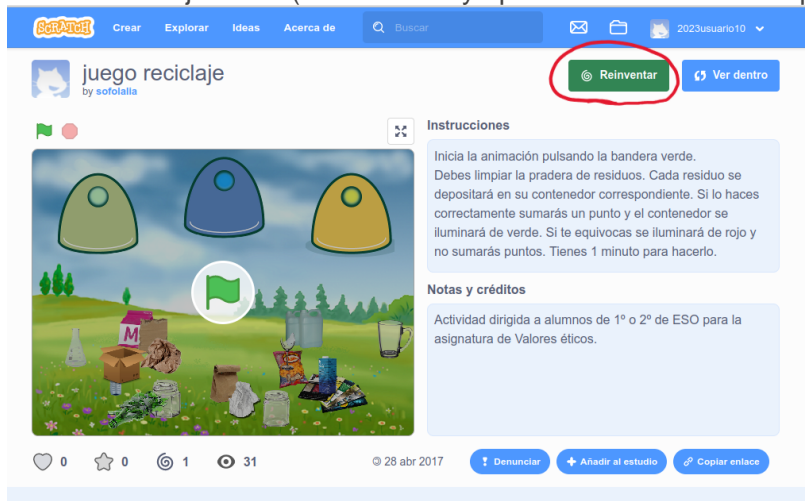 SCRATCH Crear Explorar Ideas Acerca de Buscar 2023usuario10
juego reciclaje
by sofolalia
Reinventar Ver dentro
Instrucciones
Inicia la animación pulsando la bandera verde.
Debes limpiar la pradera de residuos. Cada residuo se
depositará en su contenedor correspondiente. Si lo haces
correctamente sumarás un punto y el contenedor se
iluminará de verde. Si te equivocas se iluminará de rojo y
no sumarás puntos. Tienes 1 minuto para hacerlo.
M
Notas y créditos
Actividad dirigida a alumnos de 1º o 2º de ESO para la
asignatura de Valores éticos.
0 0 1 31 © 28 abr 2017 Denunciar Añadir al estudio Copiar enlace